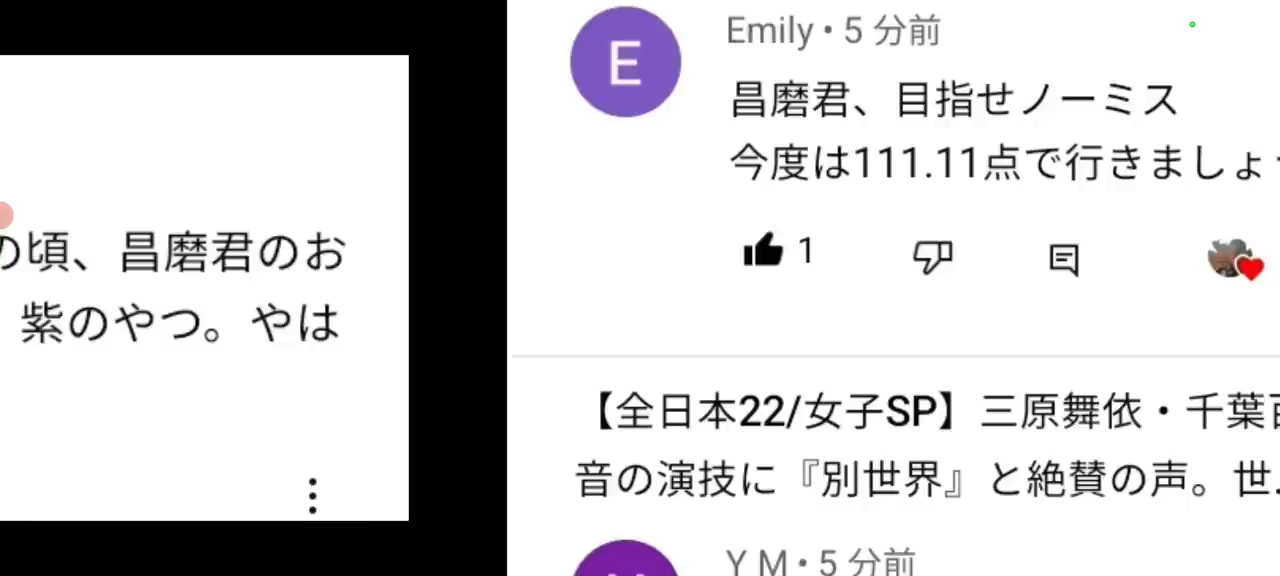 の頃、昌磨君のお
紫のやつ。やは
E
Emily • 5 分前
昌磨君、目指せノーミス
今度は111.11点で行きましょ
1
【全日本22/女子SP】三原舞依・千葉百
音の演技に『別世界』と絶賛の声。世.
Y M • 5 分前